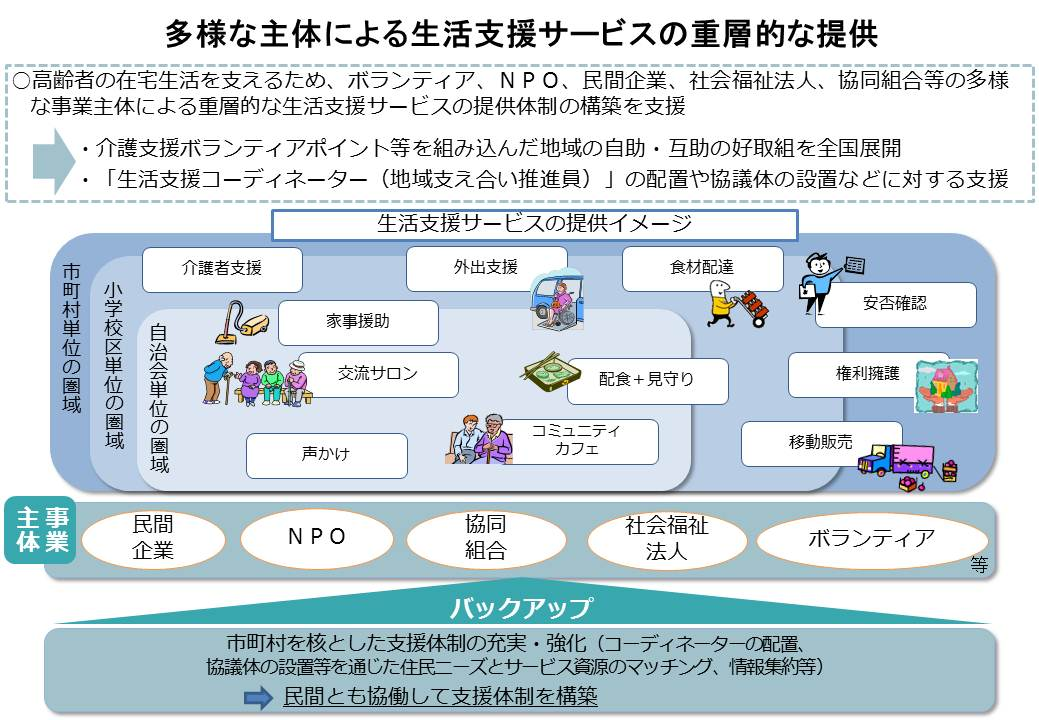 多様な主体による生活支援サービスの重層的な提供
○高齢者の在宅生活を支えるため、ボランティア、ＮＰＯ、民間企業、社会福祉法人、協同組合等の多様
な事業主体による重層的な生活支援サービスの提供体制の構築を支援
・介護支援ボランティアポイント等を組み込んだ地域の自助・互助の好取組を全国展開
・「生活支援コーディネーター（地域支え合い推進員）」の配置や協議体の設置などに対する支援
生活支援サービスの提供イメージ
市町村単位の圏域
小学校区単位の圏域
自治会単位の圏域
介護者支援
外出支援
食材配達
安否確認
家事援助
交流サロン
配食＋見守り
権利擁護
声かけ
コミュニティ
カフェ
移動販売
事業
主体
民間
企業
ＮＰＯ
協同
組合
社会福祉
法人
ボランティア
等
バックアップ
市町村を核とした支援体制の充実・強化（コーディネーターの配置、
協議体の設置等を通じた住民ニーズとサービス資源のマッチング、情報集約等）
民間とも協働して支援体制を構築